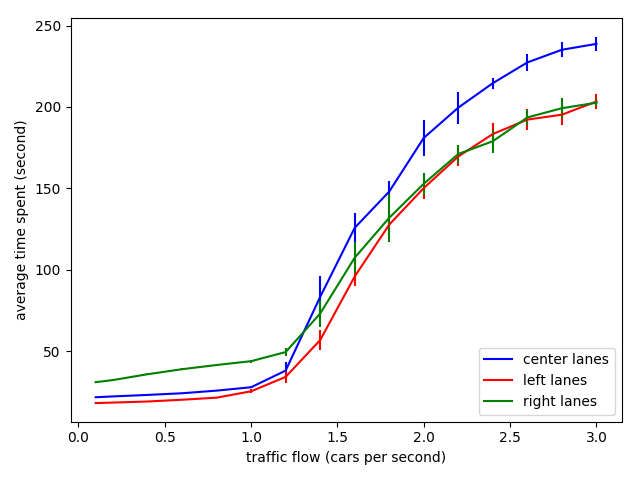 250
200
150
100
50
average time spent (second)
0.0 0.5 1.0 1.5 2.0 2.5 3.0
traffic flow (cars per second)
center lanes
left lanes
right lanes